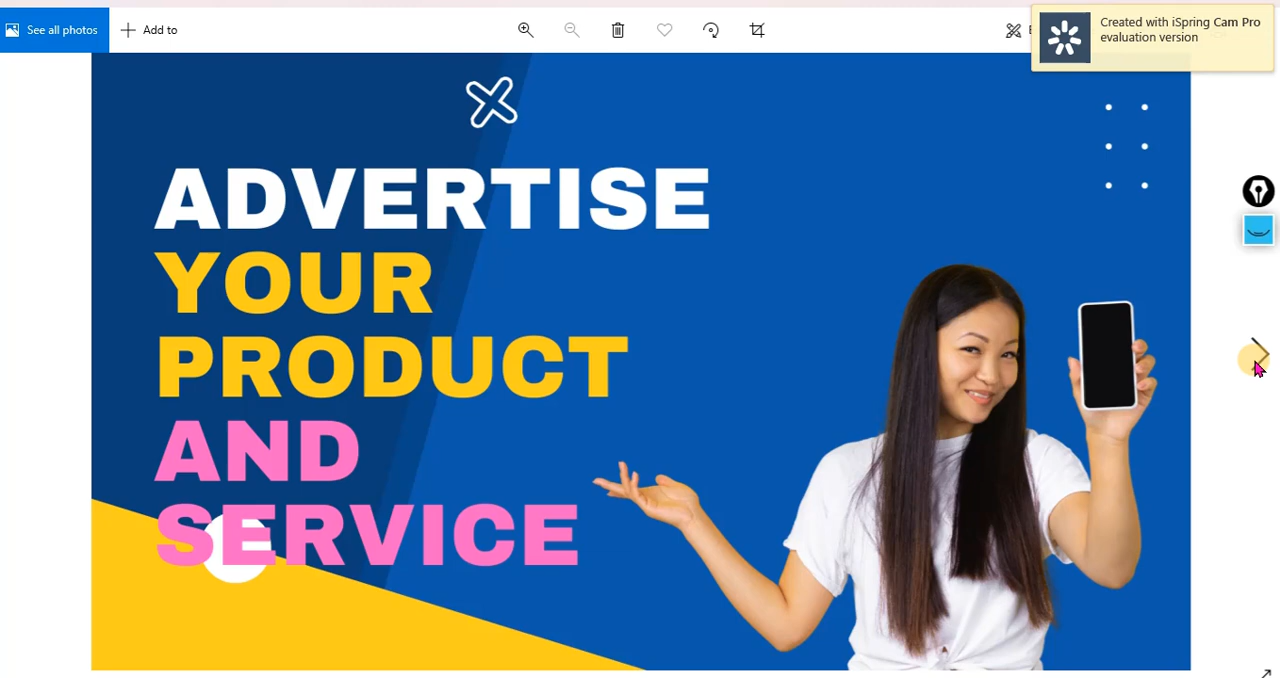 See all photos
Add to
Created with iSpring Cam Pro
evaluation version
ADVERTISE
YOUR
PRODUCT
AND
SERVICE